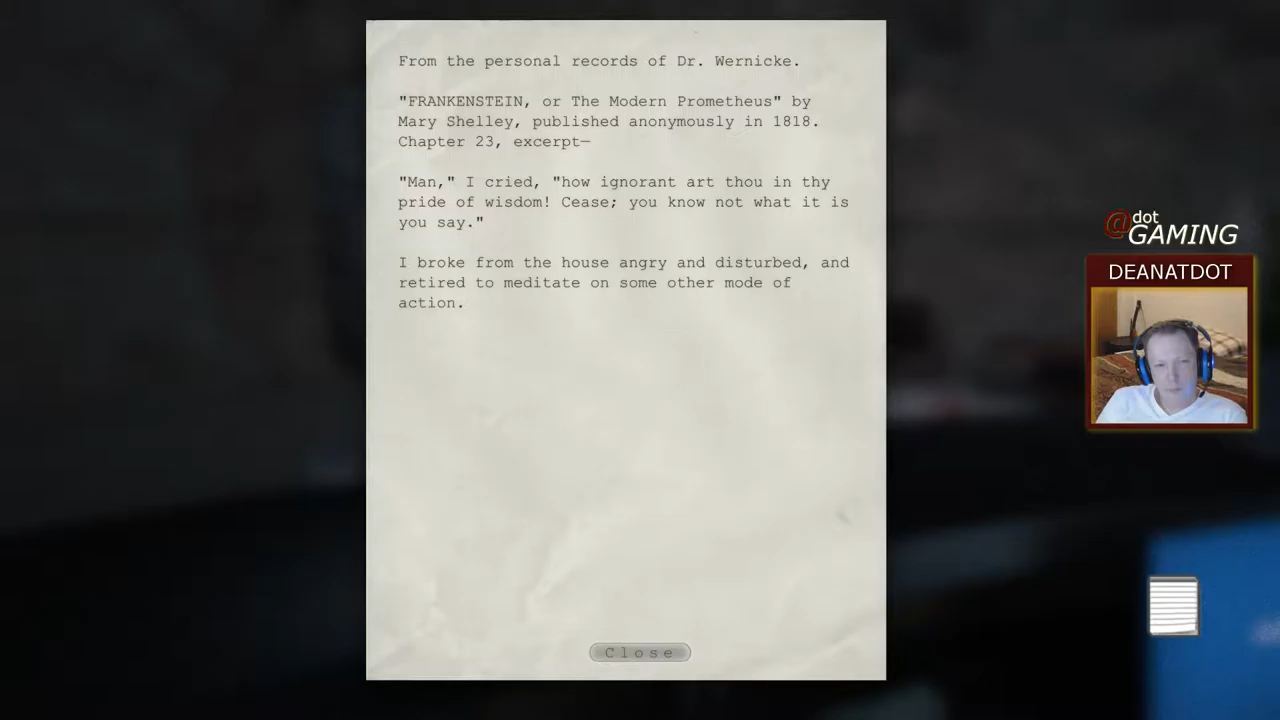 From the personal records of Dr. Wernicke.
"FRANKENSTEIN, or The Modern Prometheus" by
Mary Shelley, published anonymously in 1818.
Chapter 23, excerpt—
"Man," I cried, "how ignorant art thou in thy
pride of wisdom! Cease; you know not what it is
you say."
I broke from the house angry and disturbed, and
retired to meditate on some other mode of
action.
Close
@dot
GAMING
DEANATDOT